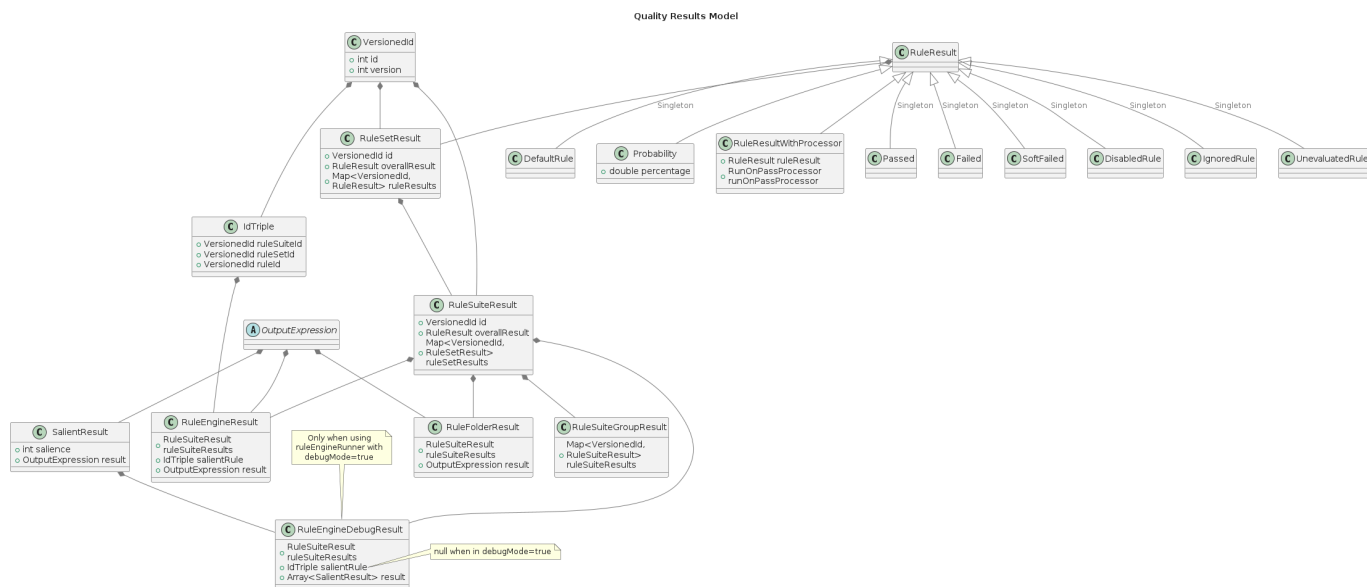 Quality Results Model
C VersionedId
int id
int version
C RuleResult
Singleton
Singleton
Singleton
Singleton
Singleton
Singleton
Singleton
C RuleSetResult
VersionedId id
RuleResult overallResult
Map<VersionedId,
RuleResult> ruleResults
C DefaultRule
C Probability
double percentage
C RuleResultWithProcessor
RuleResult ruleResult
RunOnPassProcessor
runOnPassProcessor
C Passed
C Failed
C SoftFailed
C DisabledRule
C IgnoredRule
C UnevaluatedRule
C IdTriple
VersionedId ruleSuiteId
VersionedId ruleSetId
VersionedId ruleId
C RuleSuiteResult
VersionedId id
RuleResult overallResult
Map<VersionedId,
RuleSetResult>
ruleSetResults
A OutputExpression
C SalientResult
int salience
OutputExpression result
C RuleEngineResult
RuleSuiteResult
ruleSuiteResults
IdTriple salientRule
OutputExpression result
Only when using
ruleEngineRunner with
debugMode=true
C RuleFolderResult
RuleSuiteResult
ruleSuiteResults
OutputExpression result
C RuleSuiteGroupResult
Map<VersionedId,
RuleSuiteResult>
ruleSuiteResults
C RuleEngineDebugResult
RuleSuiteResult
ruleSuiteResults
IdTriple salientRule
Array<SalientResult> result
null when in debugMode=true